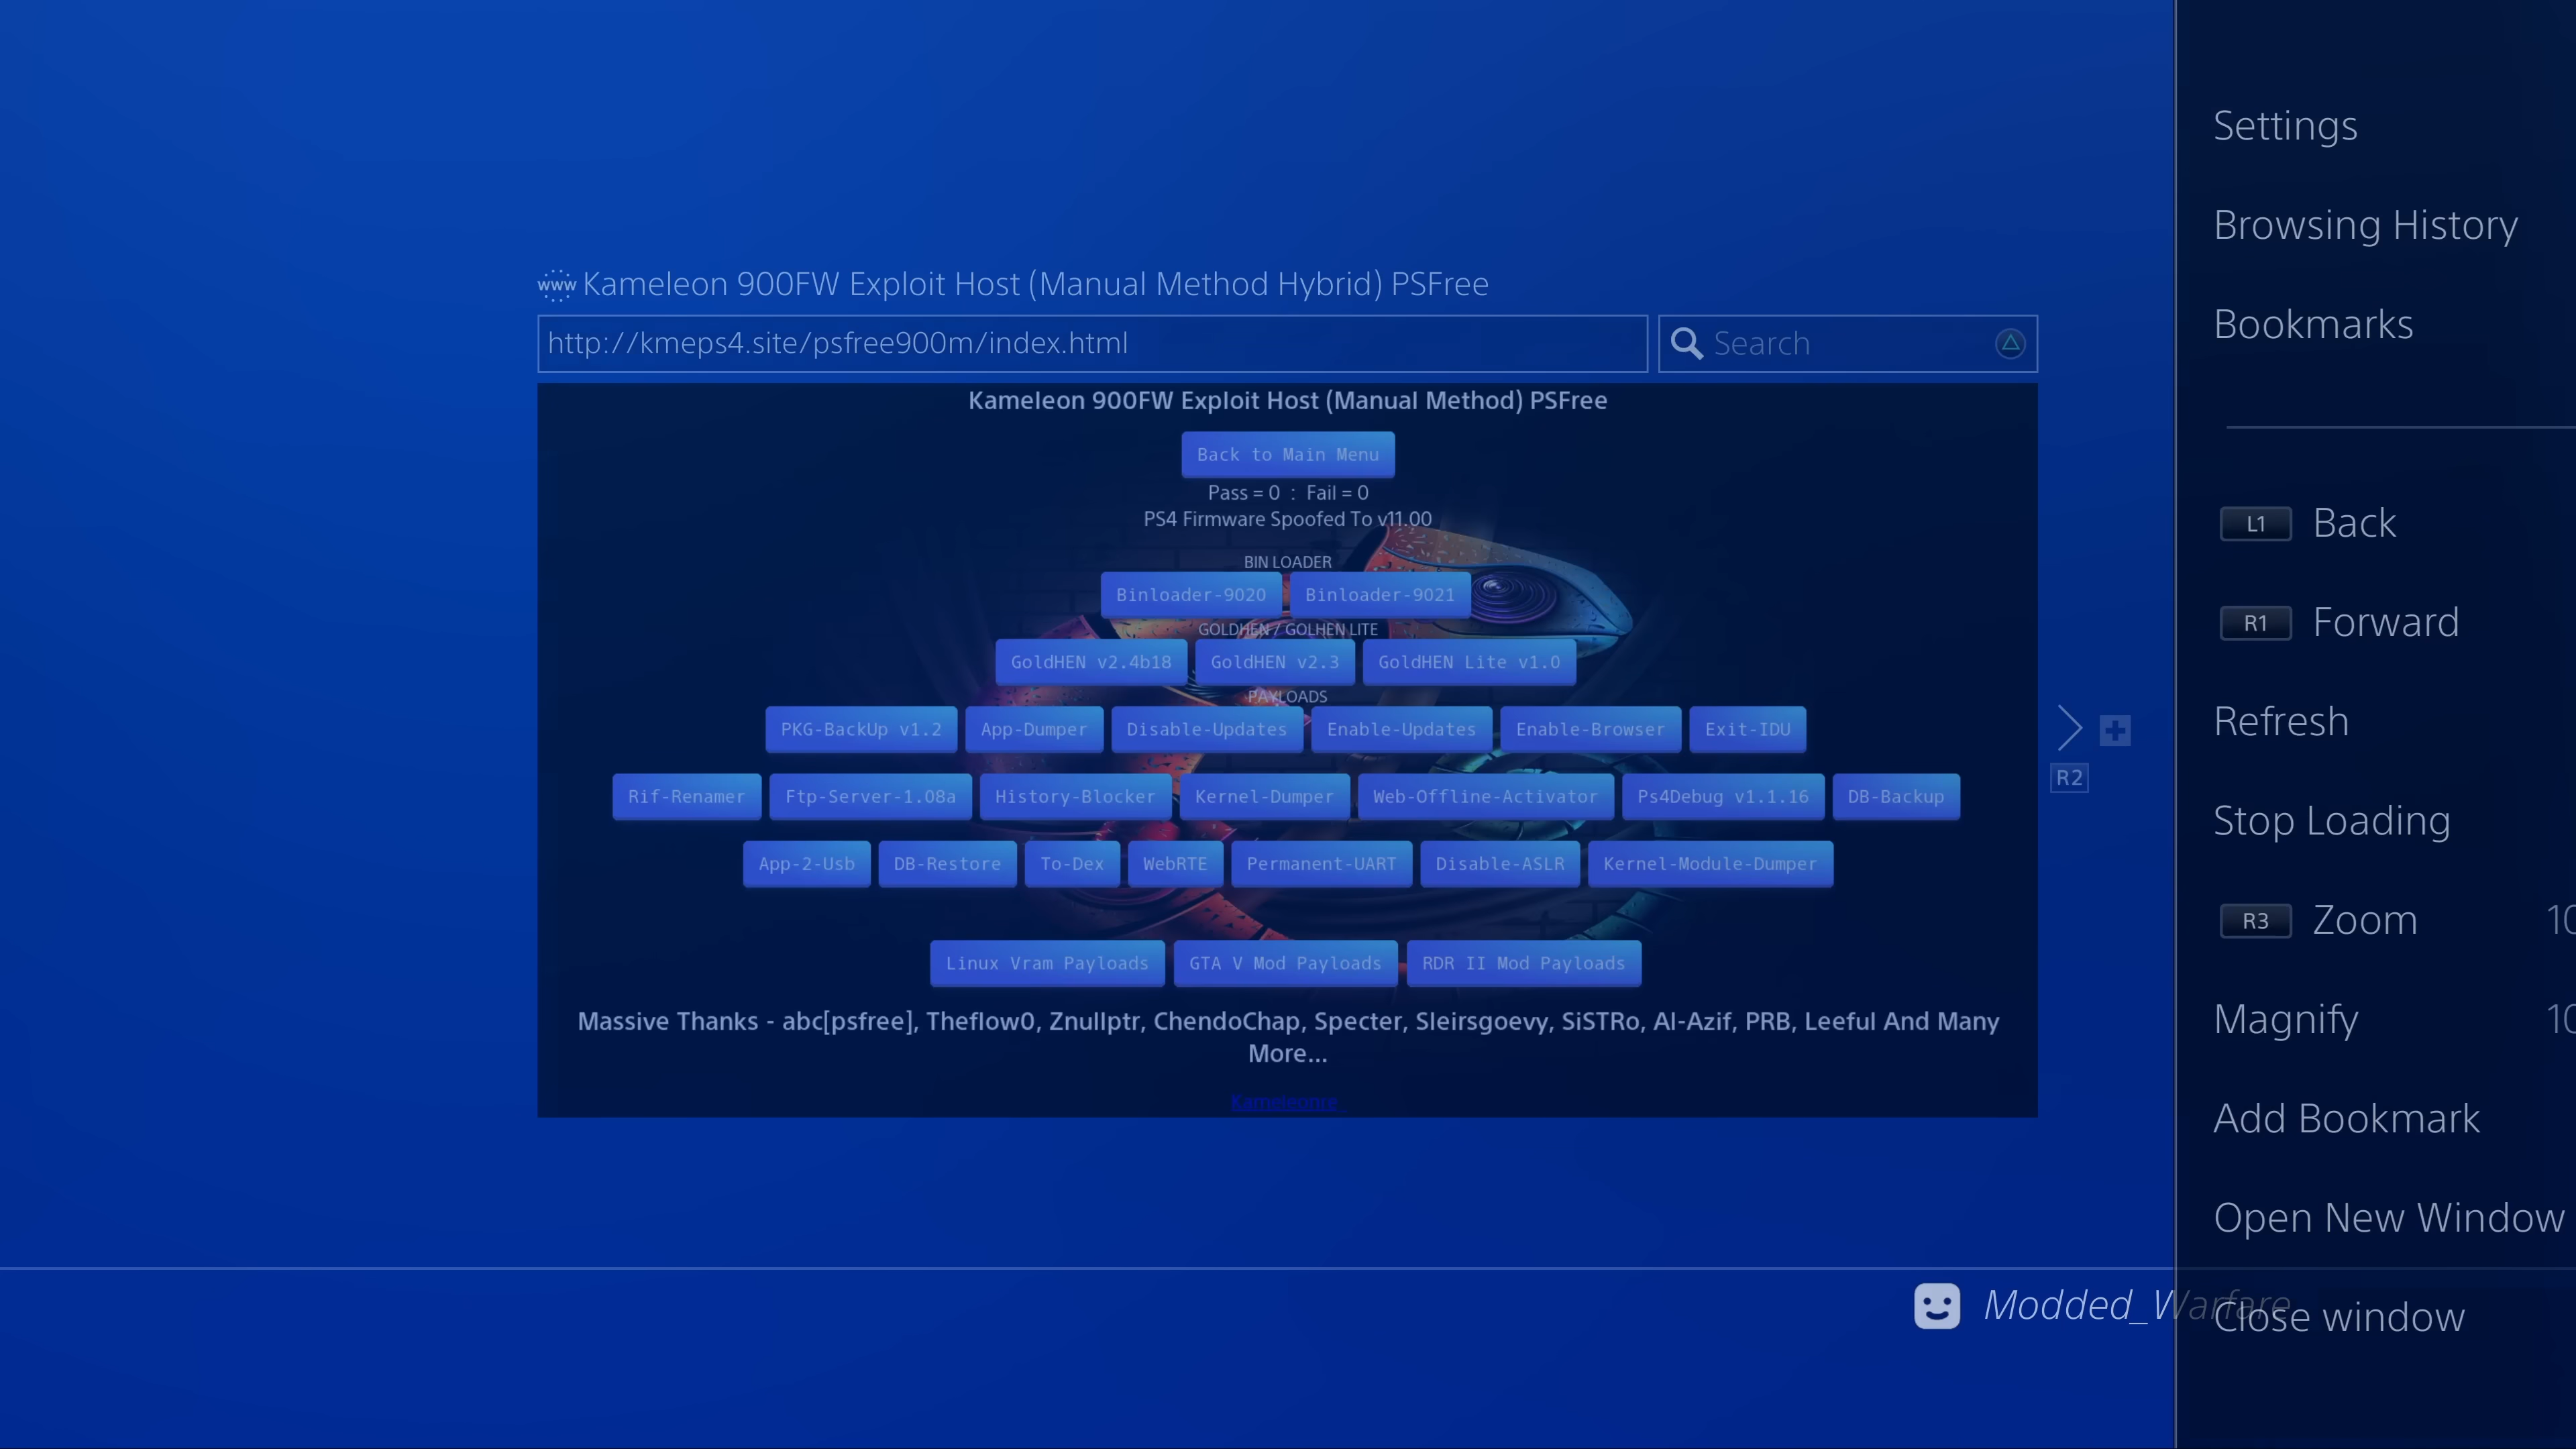 www Kameleon 900FW Exploit Host (Manual Method Hybrid) PSFree
http://kmeps4.site/psfree900m/index.html
Search
Kameleon 900FW Exploit Host (Manual Method) PSFree
Back to Main Menu
Pass = 0 : Fail = 0
PS4 Firmware Spoofed To v11.00
BIN LOADER
Binloader-9020 Binloader-9021
GOLDHEN / GOLHEN LITE
GoldHEN v2.4b18 GoldHEN v2.3 GoldHEN Lite v1.0
PAYLOADS
PKG-BackUp v1.2 App-Dumper Disable-Updates Enable-Updates Enable-Browser Exit-IDU
Rif-Renamer Ftp-Server-1.08a History-Blocker Kernel-Dumper Web-Offline-Activator Ps4Debug v1.1.16 DB-Backup
App-2-Usb DB-Restore To-Dex WebRTE Permanent-UART Disable-ASLR Kernel-Module-Dumper
Linux Vram Payloads GTA V Mod Payloads RDR II Mod Payloads
Massive Thanks - abc[psfree], Theflow0, Znullptr, ChendoChap, Specter, Sleirsgoevy, SiSTRo, Al-Azif, PRB, Leeful And Many
More...
R2
Modded_Warfare
Settings
Browsing History
Bookmarks
L1 Back
R1 Forward
Refresh
Stop Loading
R3 Zoom 10
Magnify 10
Add Bookmark
Open New Window
Close window